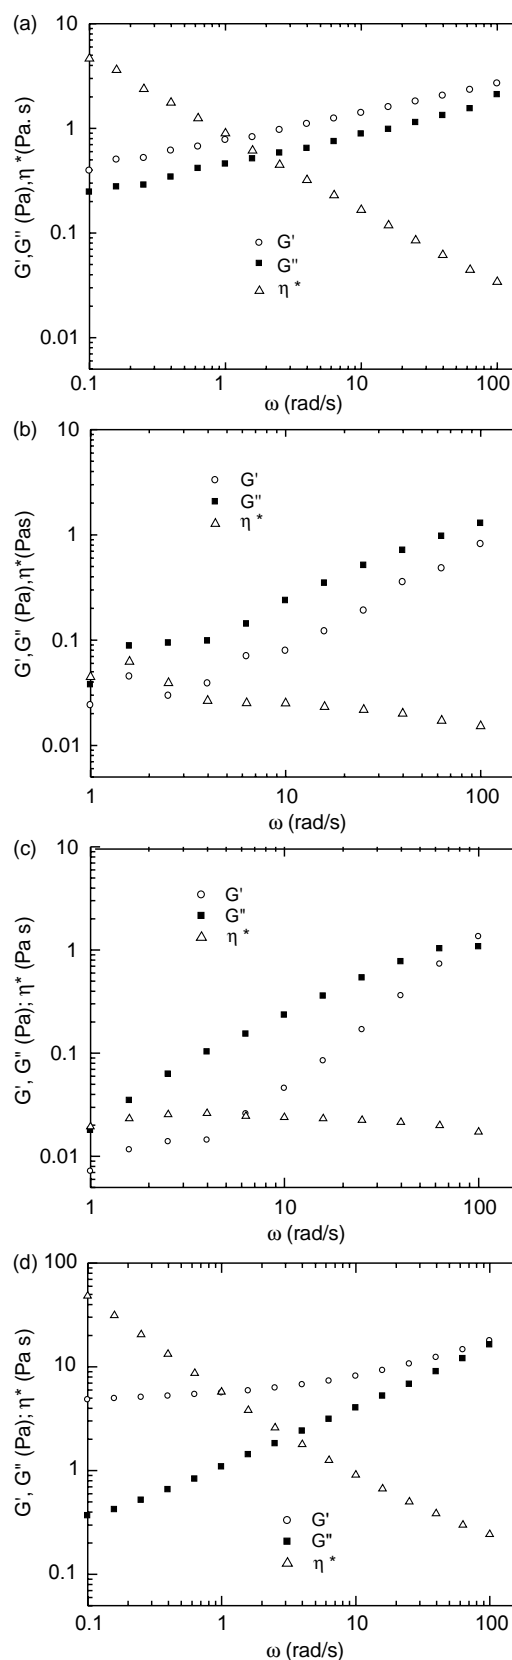 (a)
10
1
0.1
0.01
G',G" (Pa),η *(Pa. s)
G'
G"
η *
0.1 1 10 100
ω (rad/s)
(b)
10
1
0.1
0.01
G',G" (Pa),η*(Pas)
G'
G"
η *
1 10 100
ω (rad/s)
(c)
10
1
0.1
0.01
G', G" (Pa); η* (Pa s)
G'
G"
η *
1 10 100
ω (rad/s)
(d)
100
10
1
0.1
G', G" (Pa); η* (Pa s)
G'
G"
η *
0.1 1 10 100
ω (rad/s)